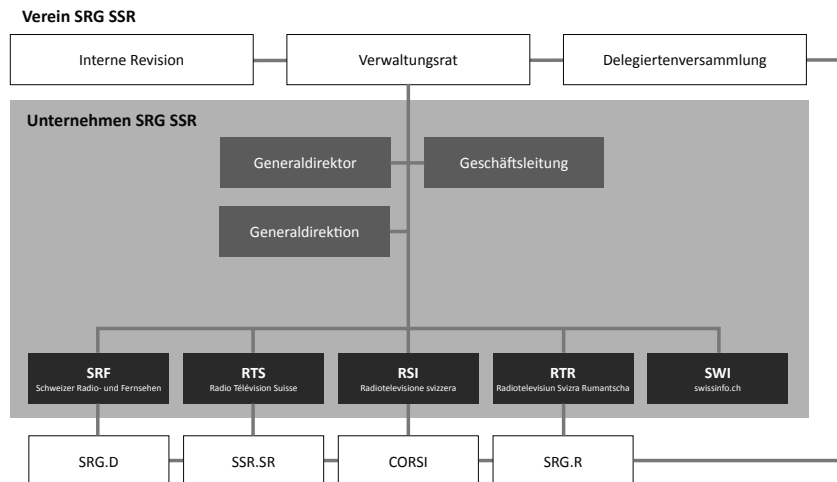 Verein SRG SSR
Interne Revision
Verwaltungsrat
Delegiertenversammlung
Unternehmen SRG SSR
Generaldirektor
Geschäftsleitung
Generaldirektion
SRF
Schweizer Radio- und Fernsehen
RTS
Radio Télévision Suisse
RSI
Radiotelevisione svizzera
RTR
Radiotelevisiun Svizra Rumantscha
SWI
swissinfo.ch
SRG.D
SSR.SR
CORSI
SRG.R